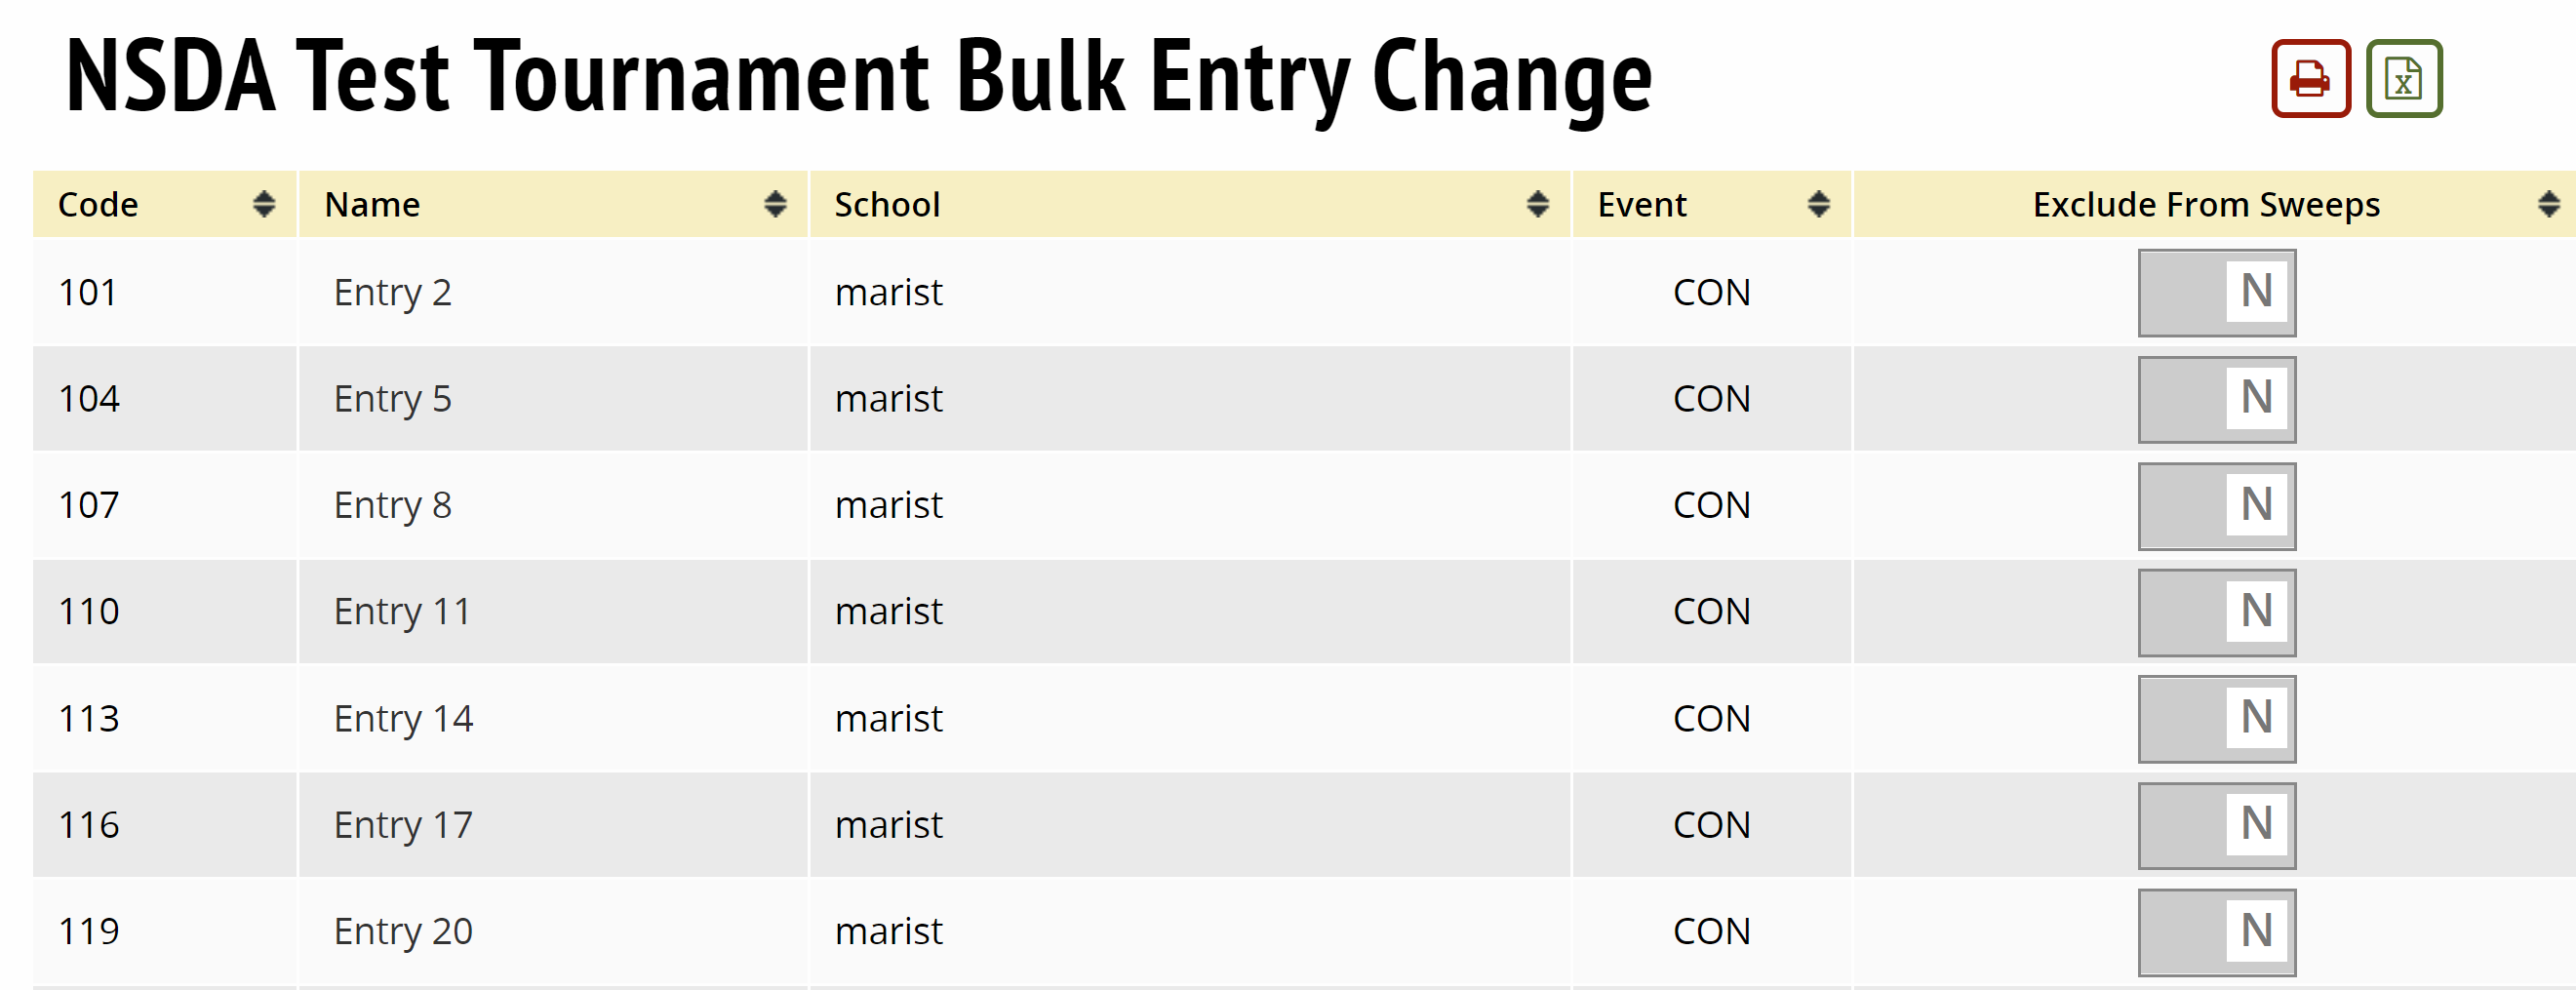 NSDA Test Tournament Bulk Entry Change
Code Name School Event Exclude From Sweeps
101 Entry 2 marist CON N
104 Entry 5 marist CON N
107 Entry 8 marist CON N
110 Entry 11 marist CON N
113 Entry 14 marist CON N
116 Entry 17 marist CON N
119 Entry 20 marist CON N